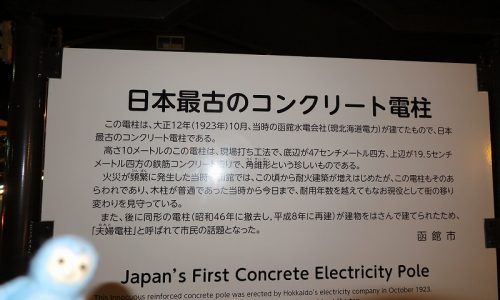 日本最古のコンクリート電柱
この電柱は、大正12年(1923年)10月、当時の函館水電会社(現北海道電力)が建てたもので、日本
最古のコンクリート電柱である。
高さ10メートルのこの電柱は、現場打ち工法で、底辺が47センチメートル四方、上辺が19.5センチ
メートル四方の鉄筋コンクリート造りで、角錐形という珍しいものである。
火災が頻繁に発生した当時の函館では、この頃から耐火建築が増えはじめたが、この電柱もそのあ
らわれであり、木柱が普通であった当時から今日まで、耐用年数を越えてもなお現役として街の移り
変わりを見守っている。
また、後に同形の電柱(昭和46年に撤去し、平成8年に再建)が建物をはさんで建てられたため、
「夫婦電柱」と呼ばれて市民の話題となった。
函館市
Japan's First Concrete Electricity Pole
This innocuous reinforced concrete pole was erected by Hokkaido's electricity company in October 1923.